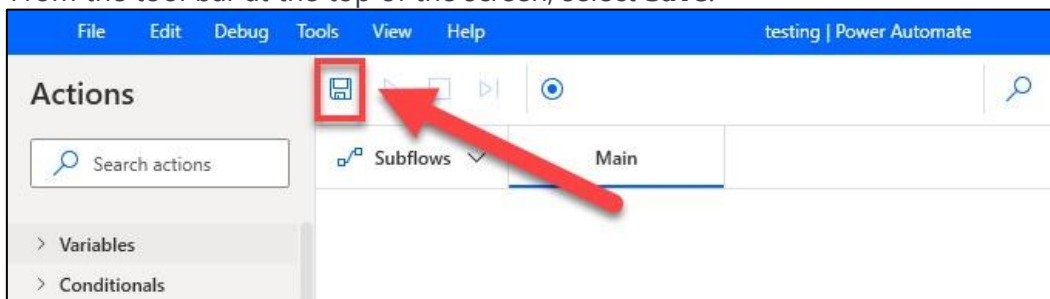 From the tool bar at the top of the screen, select Save.
File Edit Debug Tools View Help testing | Power Automate
Actions
Search actions
Subflows Main
Variables
Conditionals